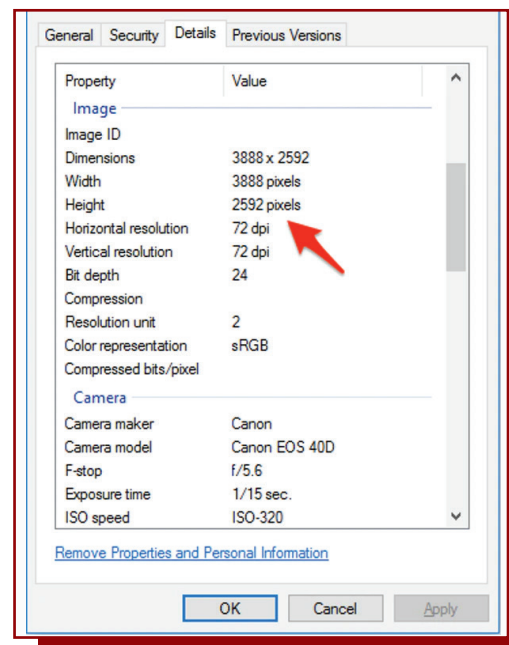 General Security Details Previous Versions
Property Value
Image
Image ID
Dimensions 3888 x 2592
Width 3888 pixels
Height 2592 pixels
Horizontal resolution 72 dpi
Vertical resolution 72 dpi
Bit depth 24
Compression
Resolution unit 2
Color representation sRGB
Compressed bits/pixel
Camera
Camera maker Canon
Camera model Canon EOS 40D
F-stop f/5.6
Exposure time 1/15 sec.
ISO speed ISO-320
Remove Properties and Personal Information
OK Cancel Apply